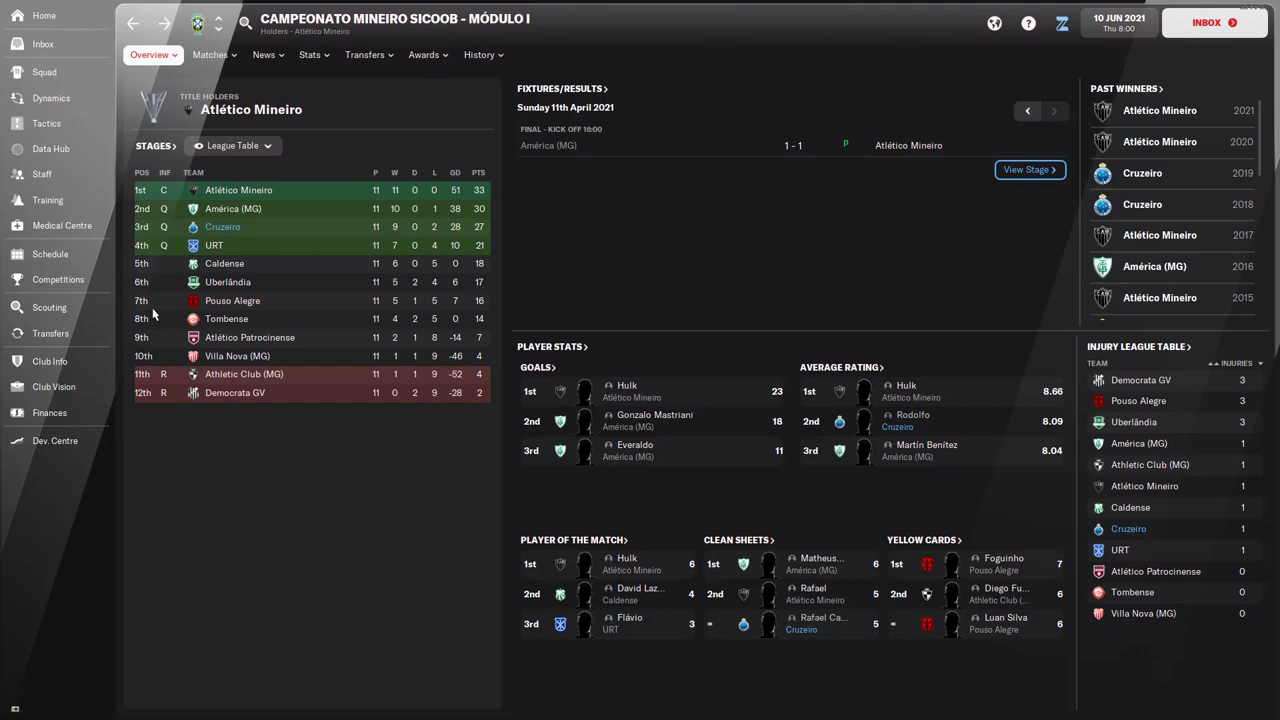 Home
Inbox
Squad
Dynamics
Tactics
Data Hub
Staff
Training
Medical Centre
Schedule
Competitions
Scouting
Transfers
Club Info
Club Vision
Finances
Dev. Centre
CAMPEONATO MINEIRO SICOOB - MÓDULO I
Holders - Atlético Mineiro
10 JUN 2021
Thu 8:00
INBOX
Overview Matches News Stats Transfers Awards History
TITLE HOLDERS
Atlético Mineiro
STAGES League Table
POS INF TEAM P W D L GD PTS
1st C Atlético Mineiro 11 11 0 0 51 33
2nd Q América (MG) 11 10 0 1 38 30
3rd Q Cruzeiro 11 9 0 2 28 27
4th Q URT 11 7 0 4 10 21
5th Caldense 11 6 0 5 0 18
6th Uberlândia 11 5 2 4 6 17
7th Pouso Alegre 11 5 1 5 7 16
8th Tombense 11 4 2 5 0 14
9th Atlético Patrocinense 11 2 1 8 -14 7
10th Villa Nova (MG) 11 1 1 9 -46 4
11th R Athletic Club (MG) 11 1 1 9 -52 4
12th R Democrata GV 11 0 2 9 -28 2
FIXTURES/RESULTS
Sunday 11th April 2021
FINAL - KICK OFF 16:00
América (MG) 1 - 1 p Atlético Mineiro
View Stage
PAST WINNERS
Atlético Mineiro 2021
Atlético Mineiro 2020
Cruzeiro 2019
Cruzeiro 2018
Atlético Mineiro 2017
América (MG) 2016
Atlético Mineiro 2015
PLAYER STATS
GOALS
1st Hulk 23
Atlético Mineiro
2nd Gonzalo Mastriani 18
América (MG)
3rd Everaldo 11
América (MG)
AVERAGE RATING
1st Hulk 8.66
Atlético Mineiro
2nd Rodolfo 8.09
Cruzeiro
3rd Martín Benítez 8.04
América (MG)
PLAYER OF THE MATCH
1st Hulk 6
Atlético Mineiro
2nd David Laz... 4
Caldense
3rd Flávio 3
URT
CLEAN SHEETS
1st Matheus... 6
América (MG)
2nd Rafael 5
Atlético Mineiro
= Rafael Ca... 5
Cruzeiro
YELLOW CARDS
1st Foguinho 7
Pouso Alegre
2nd Diego Fu... 6
Athletic Club (...
= Luan Silva 6
Pouso Alegre
INJURY LEAGUE TABLE
TEAM INJURIES
Democrata GV 3
Pouso Alegre 3
Uberlândia 3
América (MG) 1
Athletic Club (MG) 1
Atlético Mineiro 1
Caldense 1
Cruzeiro 1
URT 1
Atlético Patrocinense 0
Tombense 0
Villa Nova (MG) 0